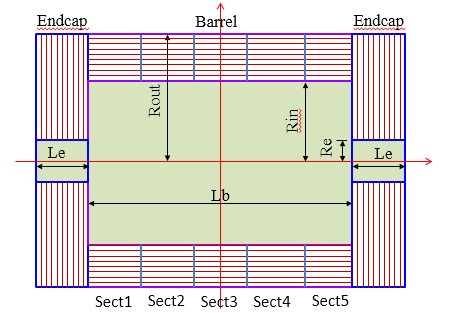 Endcap Barrel Endcap
Rout
Rin
Re
Le
Le
Lb
Sect1 Sect2 Sect3 Sect4 Sect5